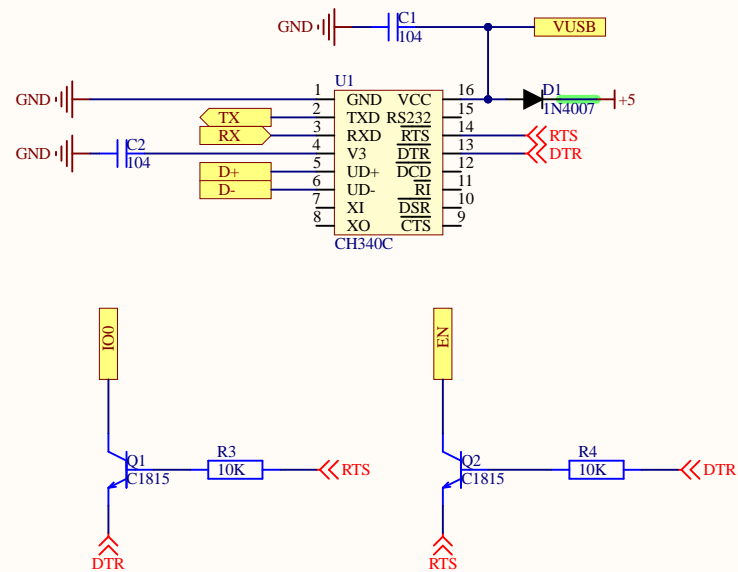 C1
GND
104
VUSB
U1
GND 1 GND VCC 16 D1
1N4007 +5
TX 2 TXD RS232 15
RX 3 RXD RTS 14 RTS
GND C2 4 V3 DTR 13 DTR
104
D+ 5 UD+ DCD 12
D- 6 UD- RI 11
7 XI DSR 10
8 XO CTS 9
CH340C
IO0
EN
Q1 R3
C1815 10K RTS
DTR
Q2 R4
C1815 10K DTR
RTS